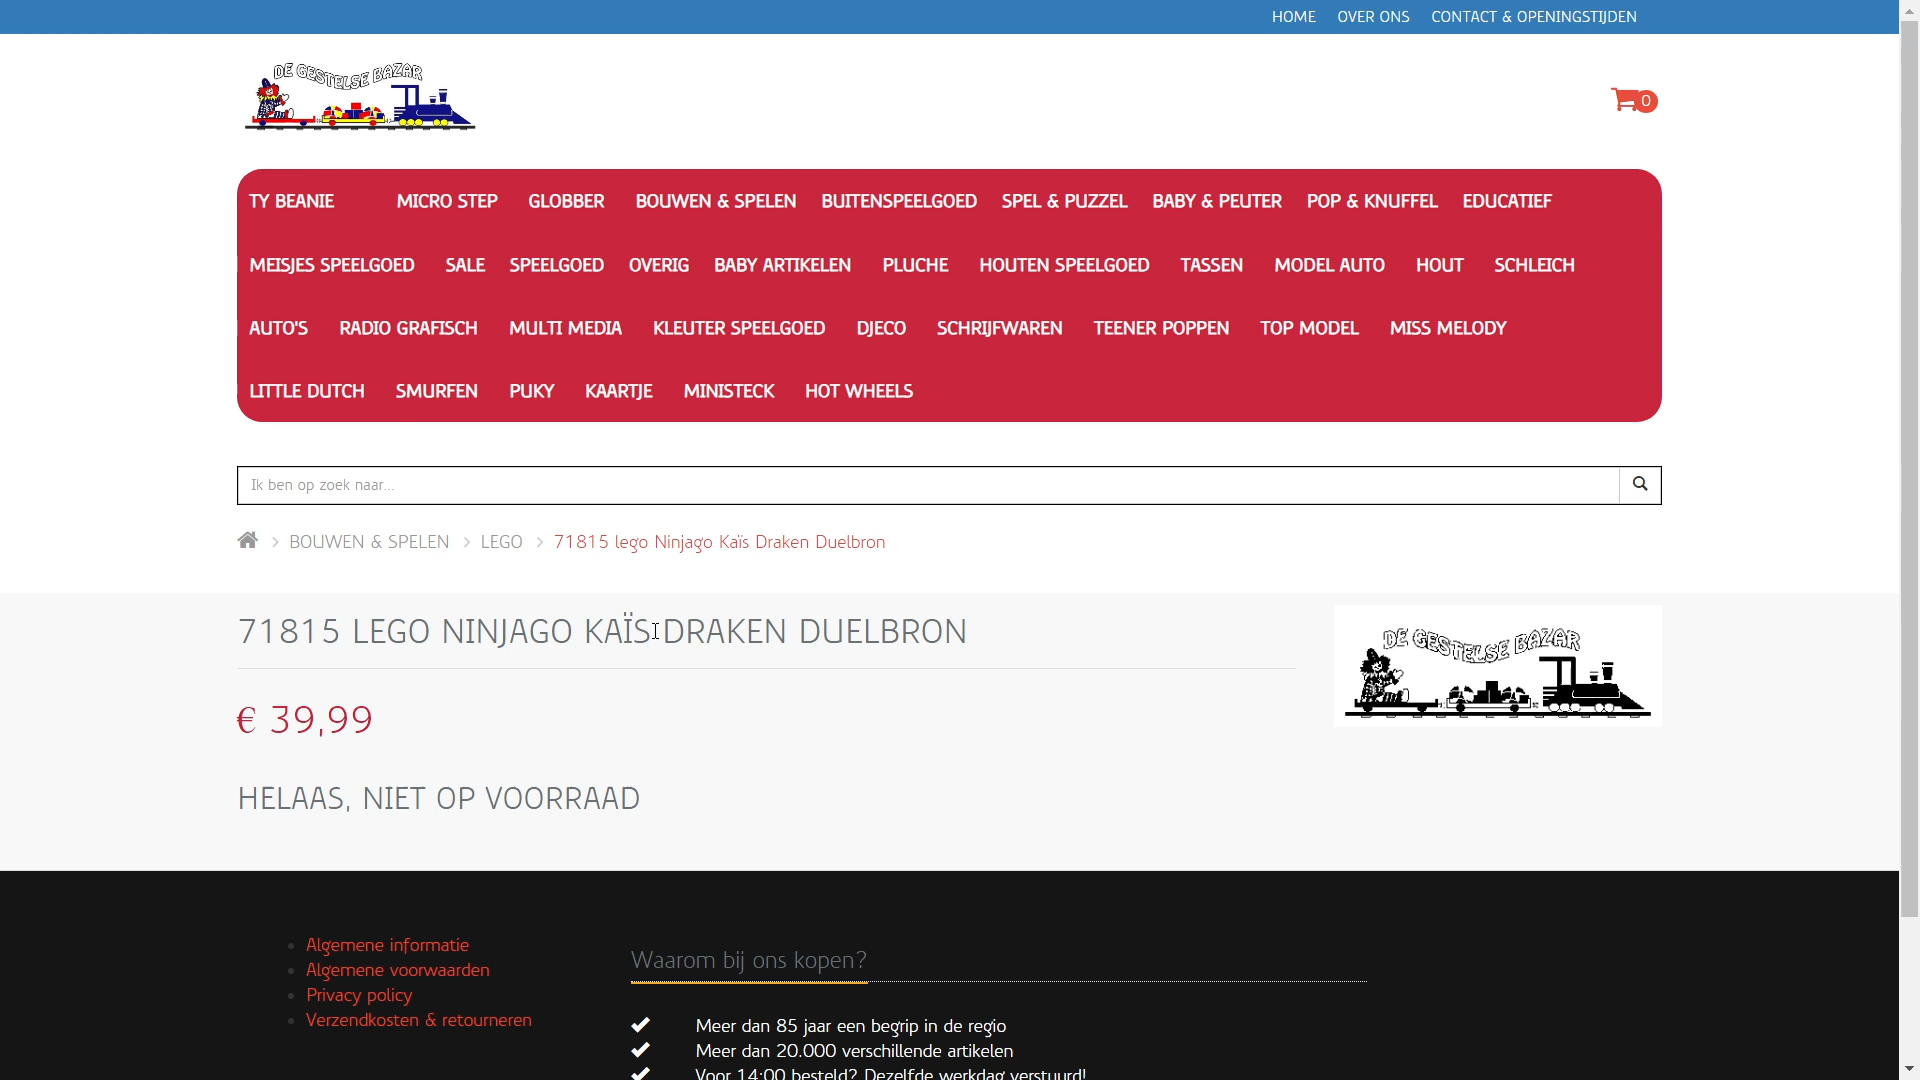 HOME OVER ONS CONTACT & OPENINGSTIJDEN
DE GESTELSE BAZAR
0
TY BEANIE MICRO STEP GLOBBER BOUWEN & SPELEN BUITENSPEELGOED SPEL & PUZZEL BABY & PEUTER POP & KNUFFEL EDUCATIEF
MEISJES SPEELGOED SALE SPEELGOED OVERIG BABY ARTIKELEN PLUCHE HOUTEN SPEELGOED TASSEN MODEL AUTO HOUT SCHLEICH
AUTO'S RADIO GRAFISCH MULTI MEDIA KLEUTER SPEELGOED DJECO SCHRIJFWAREN TEENER POPPEN TOP MODEL MISS MELODY
LITTLE DUTCH SMURFEN PUKY KAARTJE MINISTECK HOT WHEELS
Ik ben op zoek naar...
BOUWEN & SPELEN LEGO 71815 lego Ninjago Kaïs Draken Duelbron
71815 LEGO NINJAGO KAÏS DRAKEN DUELBRON
DE GESTELSE BAZAR
€ 39,99
HELAAS, NIET OP VOORRAAD
Algemene informatie
Algemene voorwaarden
Privacy policy
Verzendkosten & retourneren
Waarom bij ons kopen?
Meer dan 85 jaar een begrip in de regio
Meer dan 20.000 verschillende artikelen
Voor 14:00 besteld? Dezelfde werkdag verstuurd!